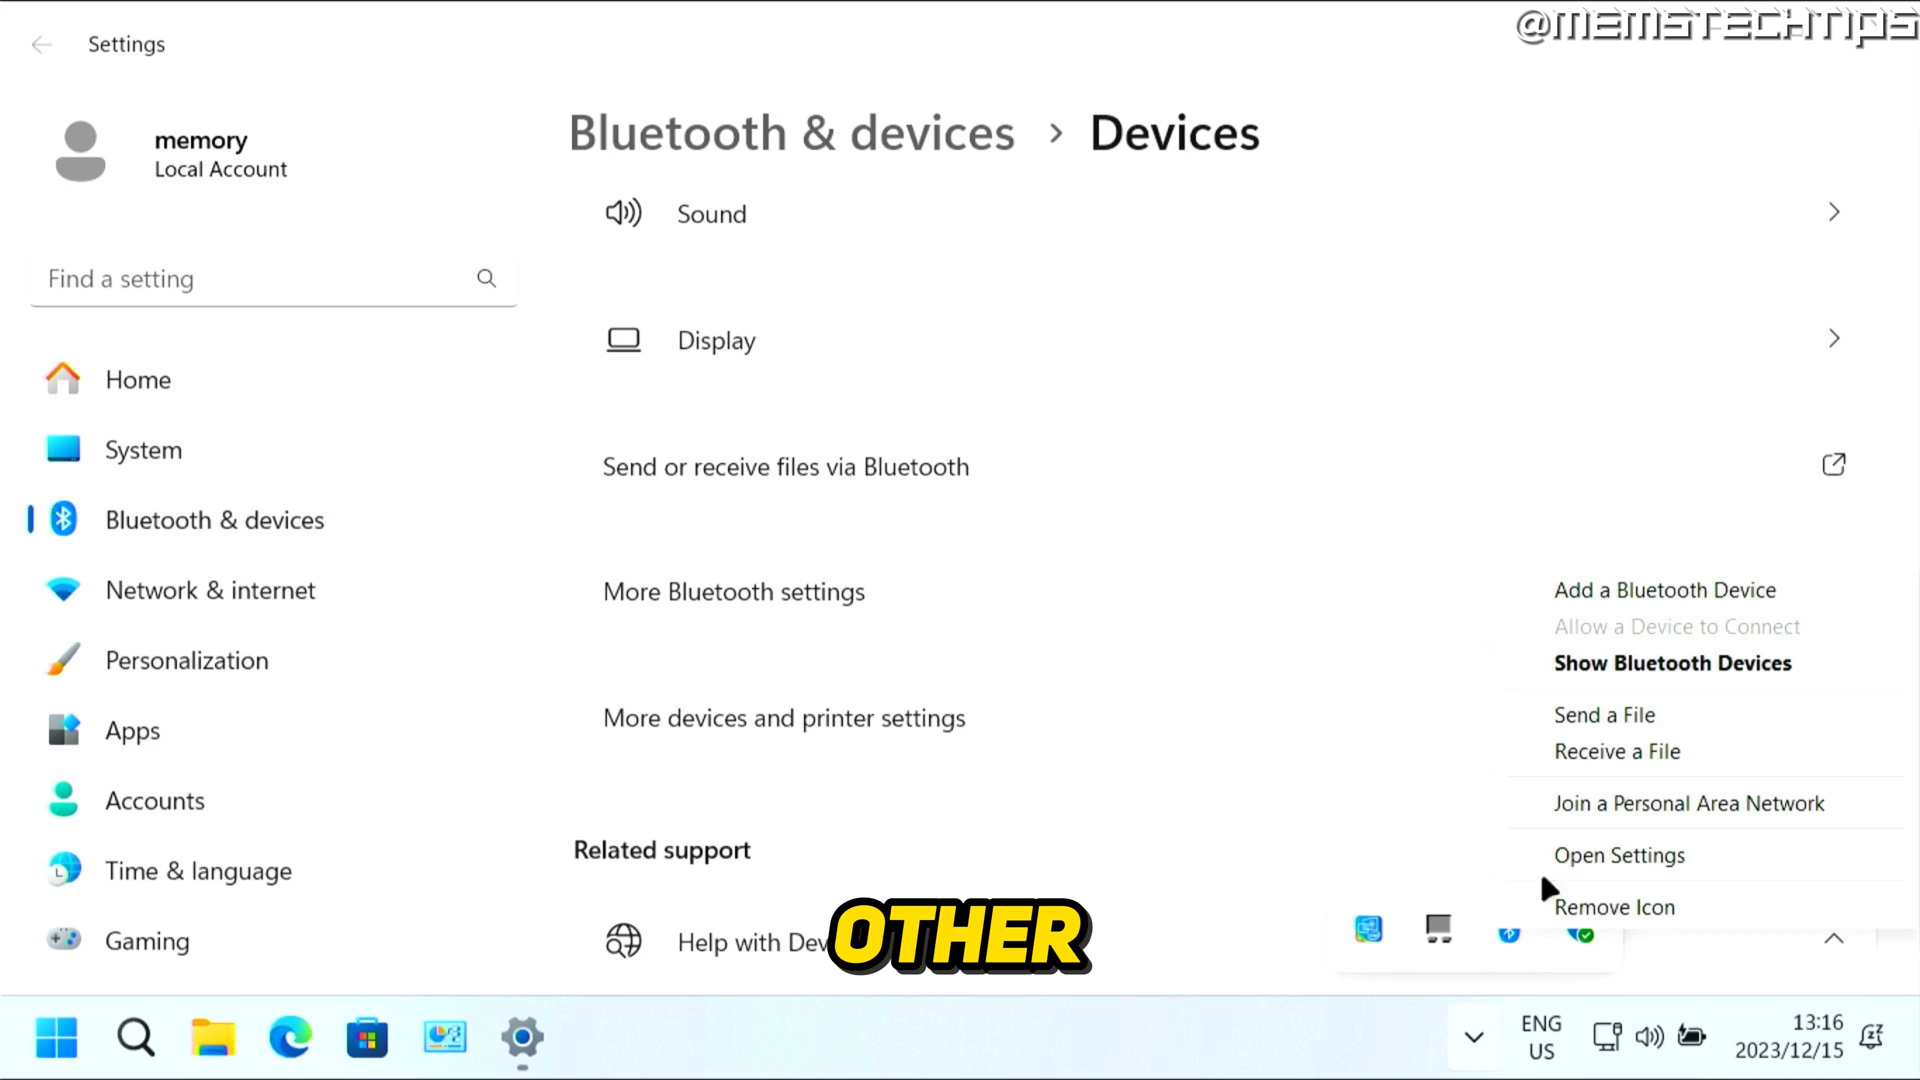 @MEMSTECHTIPS
Settings
memory
Local Account
Find a setting
Home
System
Bluetooth & devices
Network & internet
Personalization
Apps
Accounts
Time & language
Gaming
Bluetooth & devices > Devices
Sound
Display
Send or receive files via Bluetooth
More Bluetooth settings
More devices and printer settings
Related support
Help with Dev
OTHER
Add a Bluetooth Device
Allow a Device to Connect
Show Bluetooth Devices
Send a File
Receive a File
Join a Personal Area Network
Open Settings
Remove Icon
ENG
US
13:16
2023/12/15